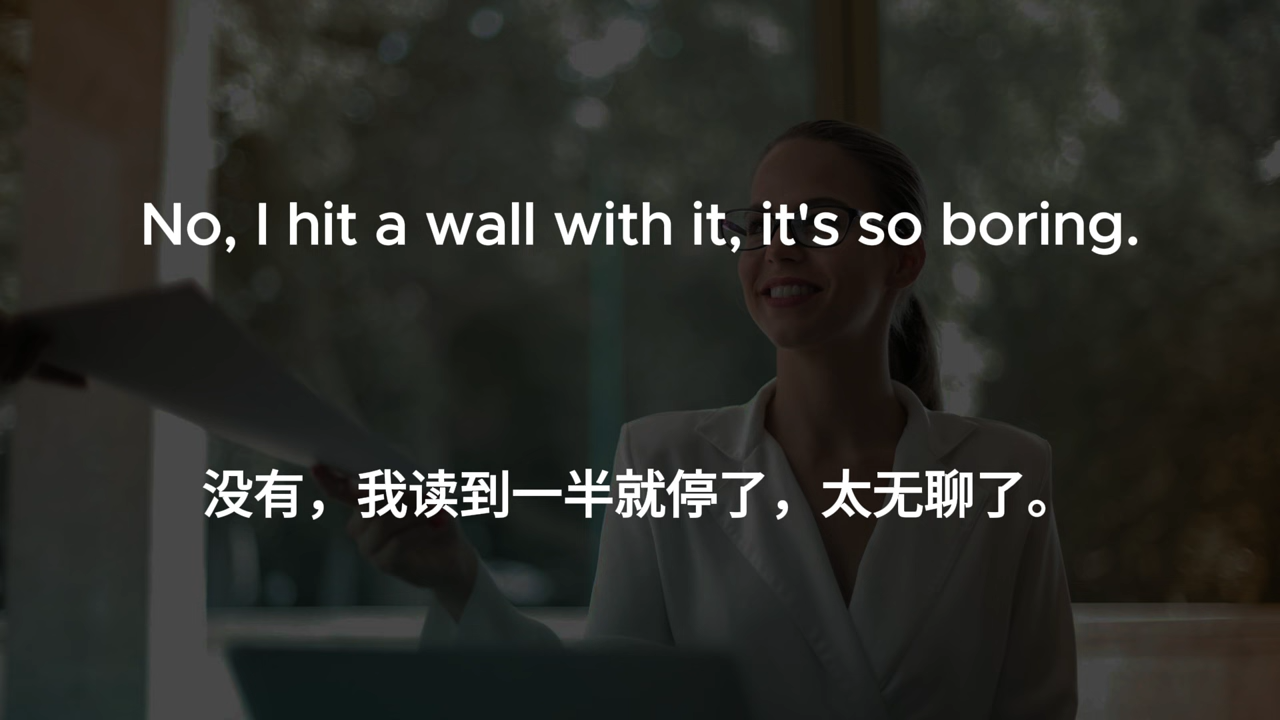 No, I hit a wall with it, it's so boring.
没有，我读到一半就停了，太无聊了。